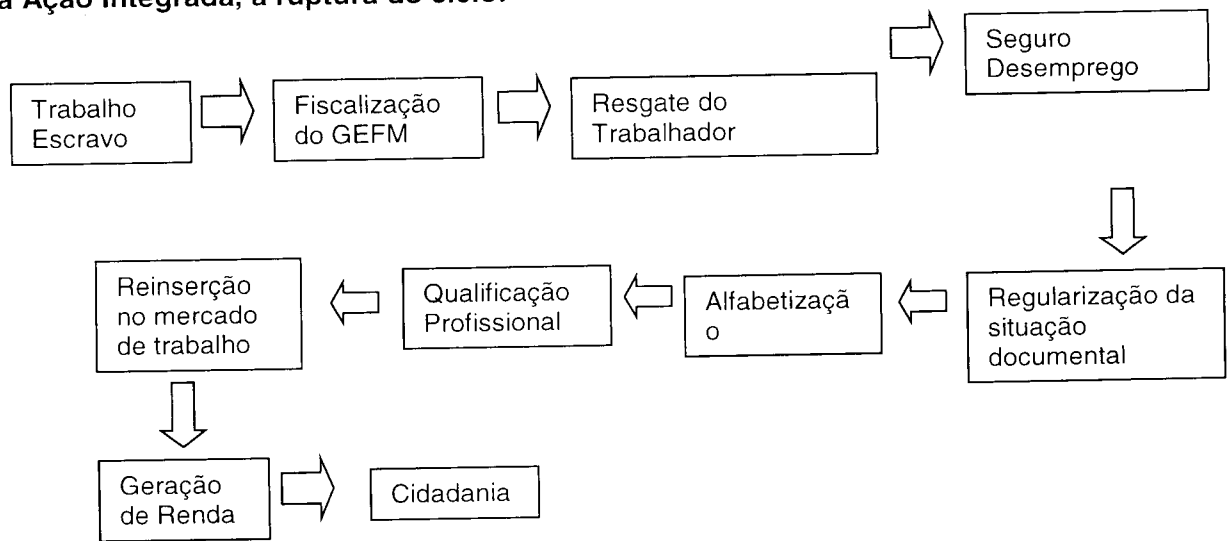 a Ação Integrada, a ruptura do ciclo:
Seguro
Desemprego
Trabalho
Escravo
Fiscalização
do GEFM
Resgate do
Trabalhador
Reinserção
no mercado
de trabalho
Qualificação
Profissional
Alfabetizaçã
o
Regularização da
situação
documental
Geração
de Renda
Cidadania